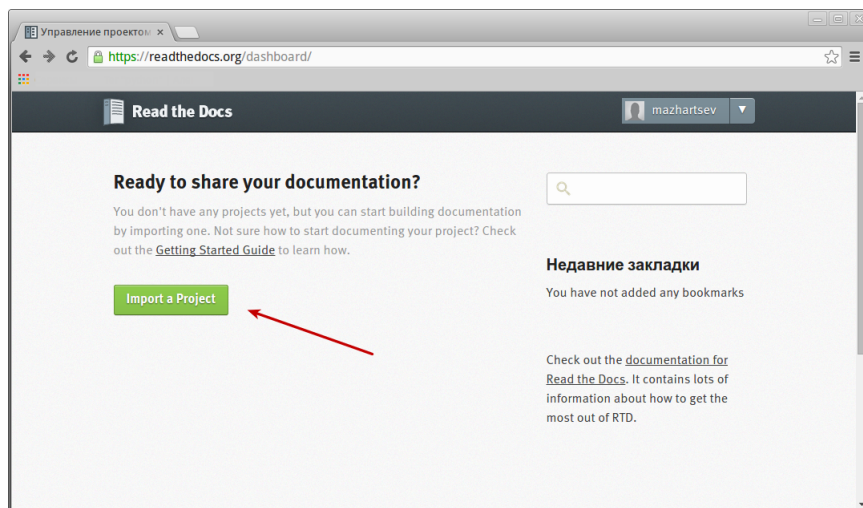 Управление проектом
https://readthedocs.org/dashboard/
Read the Docs
mazhartsev
Ready to share your documentation?
You don't have any projects yet, but you can start building documentation
by importing one. Not sure how to start documenting your project? Check
out the Getting Started Guide to learn how.
Import a Project
Недавние закладки
You have not added any bookmarks
Check out the documentation for
Read the Docs. It contains lots of
information about how to get the
most out of RTD.